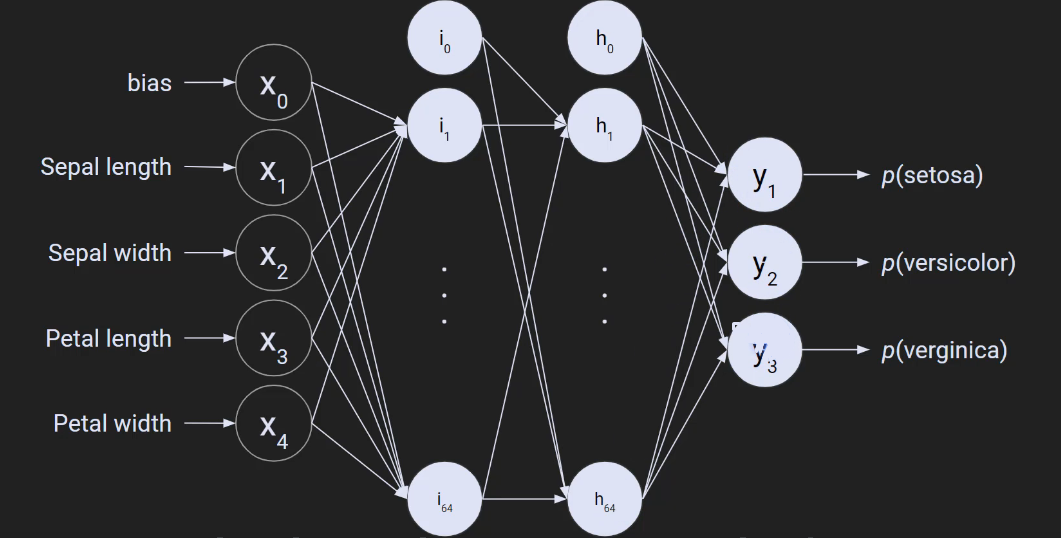 bias
Sepal length
Sepal width
Petal length
Petal width
x0
x1
x2
x3
x4
i0
i1
i64
h0
h1
h64
y1
y2
y3
p(setosa)
p(versicolor)
p(verginica)